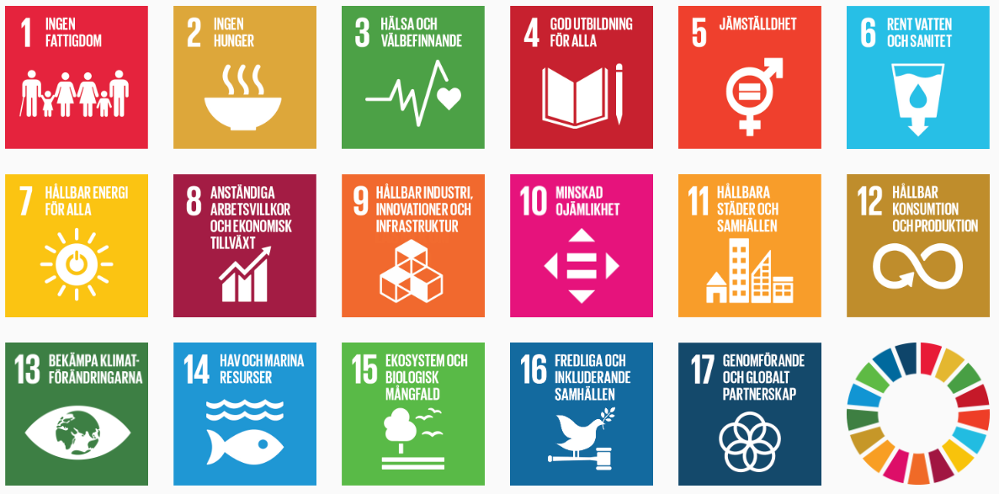 1 INGEN
FATTIGDOM
2 INGEN
HUNGER
3 HÄLSA OCH
VÄLBEFINNANDE
4 GOD UTBILDNING
FÖR ALLA
5 JÄMSTÄLLDHET
6 RENT VATTEN
OCH SANITET
7 HÅLLBAR ENERGI
FÖR ALLA
8 ANSTÄNDIGA
ARBETSVILLKOR
OCH EKONOMISK
TILLVÄXT
9 HÅLLBAR INDUSTRI,
INNOVATIONER OCH
INFRASTRUKTUR
10 MINSKAD
OJÄMLIKHET
11 HÅLLBARA
STÄDER OCH
SAMHÄLLEN
12 HÅLLBAR
KONSUMTION
OCH PRODUKTION
13 BEKÄMPA KLIMAT-
FÖRÄNDRINGARNA
14 HAV OCH MARINA
RESURSER
15 EKOSYSTEM OCH
BIOLOGISK
MÅNGFALD
16 FREDLIGA OCH
INKLUDERANDE
SAMHÄLLEN
17 GENOMFÖRANDE
OCH GLOBALT
PARTNERSKAP